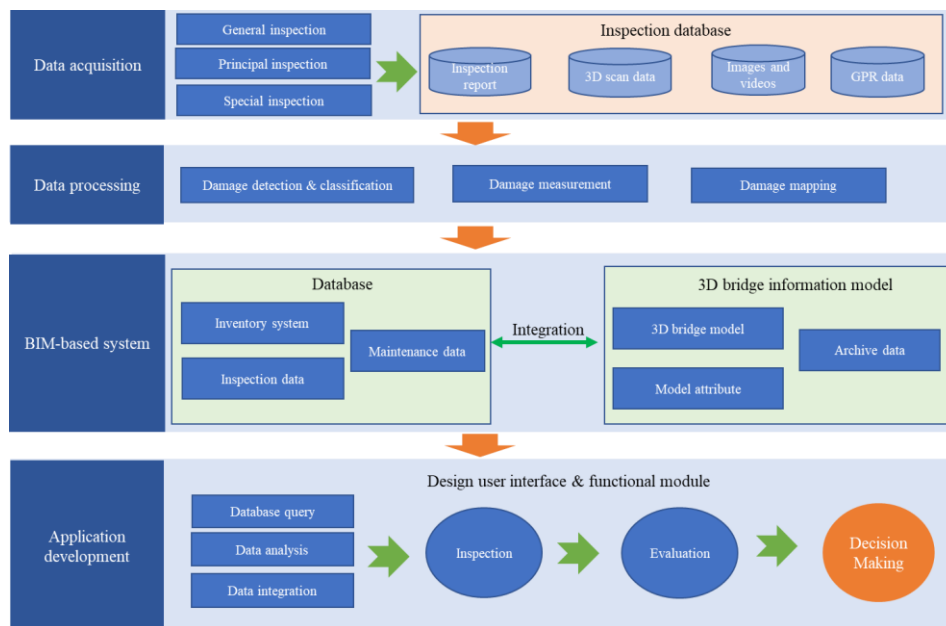 Data acquisition
General inspection
Principal inspection
Special inspection
Inspection database
Inspection
report
3D scan data
Images and
videos
GPR data
Data processing
Damage detection & classification
Damage measurement
Damage mapping
BIM-based system
Database
Inventory system
Inspection data
Maintenance data
Integration
3D bridge information model
3D bridge model
Model attribute
Archive data
Application
development
Design user interface & functional module
Database query
Data analysis
Data integration
Inspection
Evaluation
Decision
Making